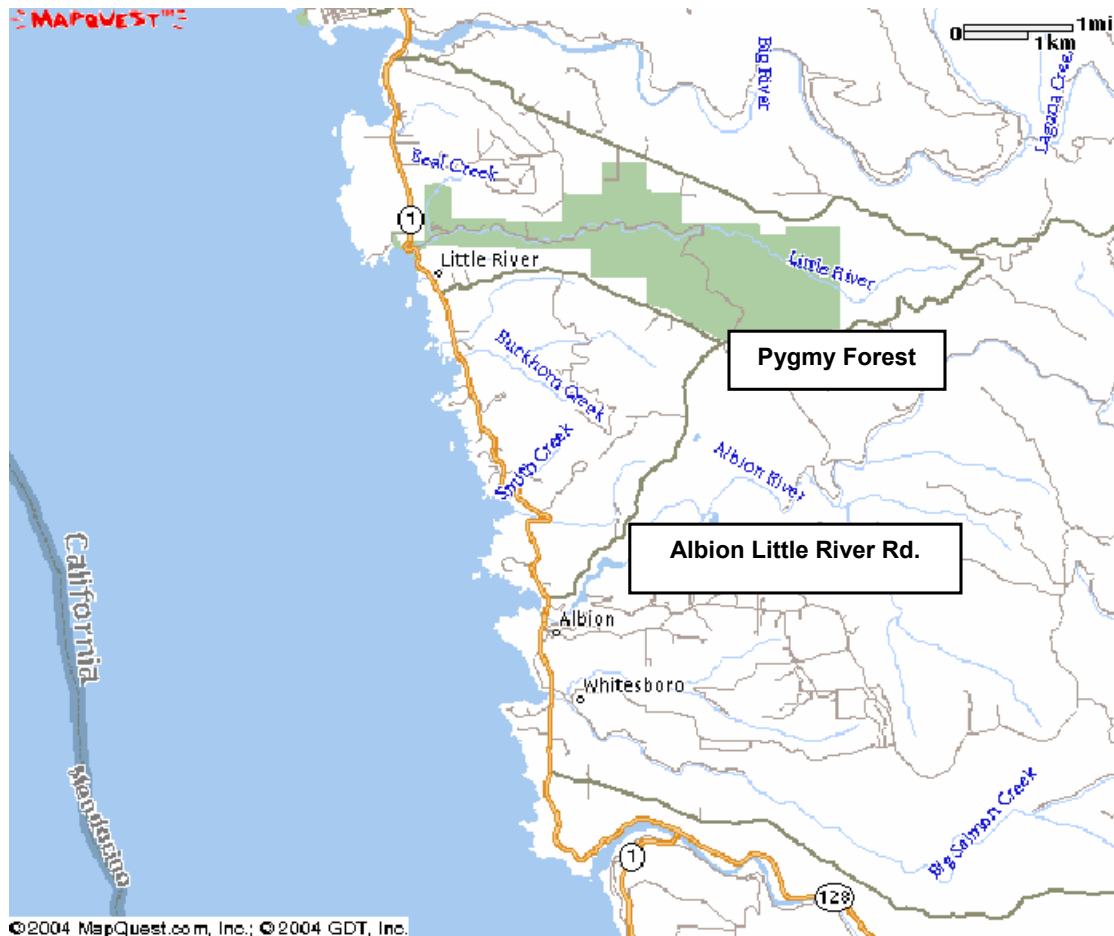 MAPQUEST
0 1mi
1km
Big River
Laguna Creek
Beal Creek
1
Little River
Little River
Pygmy Forest
Buckhorn Creek
South Creek
Albion River
Albion Little River Rd.
California
Albion
Whitesboro
Mendocino
Big Salmon Creek
1
128
©2004 MapQuest.com, Inc.; ©2004 GDT, Inc.